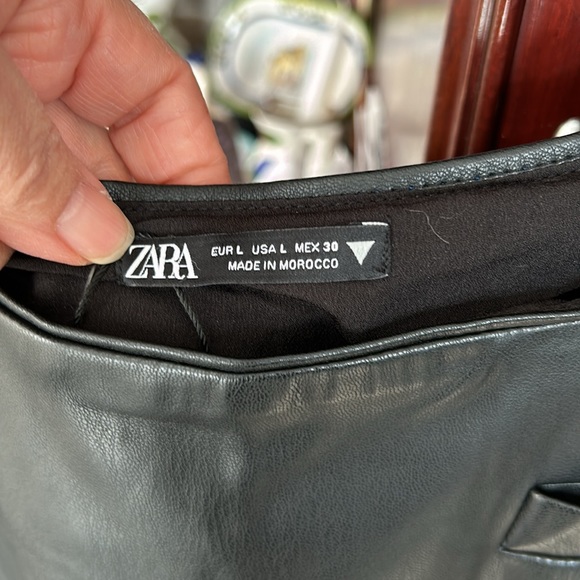 ZARA
EUR L USA L MEX 30
MADE IN MOROCCO